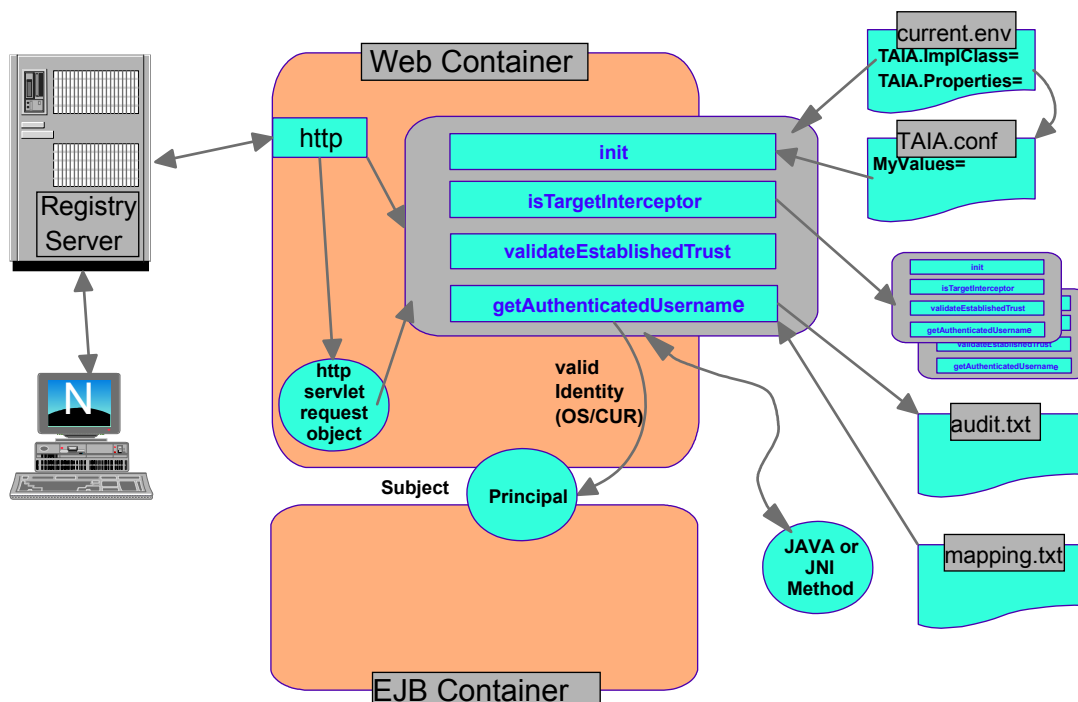 current.env
TAIA.ImplClass=
TAIA.Properties=
Web Container
http
TAIA.conf
MyValues=
init
isTargetInterceptor
validateEstablishedTrust
getAuthenticatedUsername
Registry
Server
init
isTargetInterceptor
validateEstablishedTrust
getAuthenticatedUsername
validateEstablishedTrust
getAuthenticatedUsername
N
http
servlet
request
object
valid
Identity
(OS/CUR)
audit.txt
Subject
Principal
JAVA or
JNI
Method
mapping.txt
EJB Container